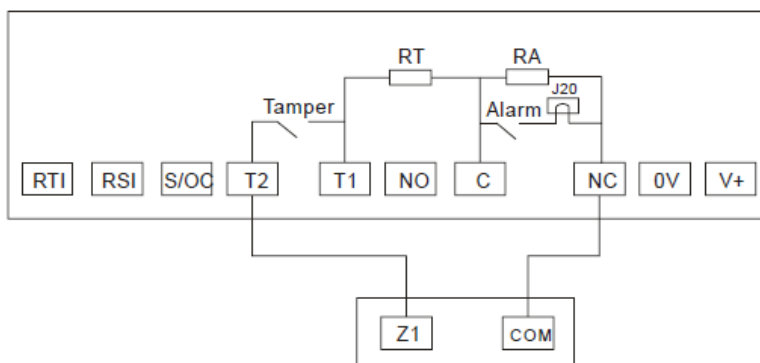 RT RA
J20
Tamper Alarm
RTI RSI S/OC T2 T1 NO C NC 0V V+
Z1 COM